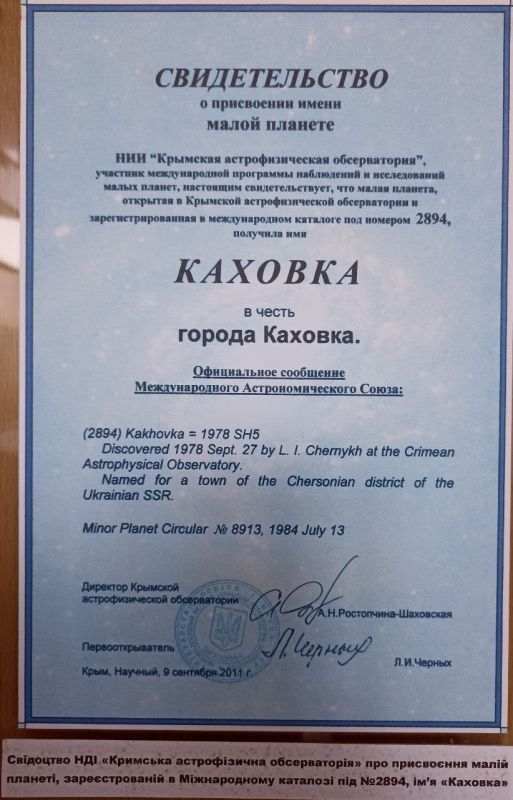 СВИДЕТЕЛЬСТВО
о присвоении имени
малой планете
НИИ "Крымская астрофизическая обсерватория",
участник международной программы наблюдений и исследований
малых планет, настоящим свидетельствует, что малая планета,
открытая в Крымской астрофизической обсерватории и
зарегистрированная в международном каталоге под номером 2894,
получила имя
КАХОВКА
в честь
города Каховка.
Официальное сообщение
Международного Астрономического Союза:
(2894) Kakhovka = 1978 SH5
Discovered 1978 Sept. 27 by L. I. Chernykh at the Crimean
Astrophysical Observatory.
Named for a town of the Chersonian district of the
Ukrainian SSR.
Minor Planet Circular № 8913, 1984 July 13
Директор Крымской
астрофизической обсерватории
А.Н.Ростопчина-Шаховская
Первооткрыватель
Л.Черных
Л.И.Черных
Крым, Научный, 9 сентября 2011 г.
Свідоцтво НДІ «Кримська астрофізична обсерваторія» про присвоєння малій
планеті, зареєстрованій в Міжнародному каталозі під №2894, ім'я «Каховка»